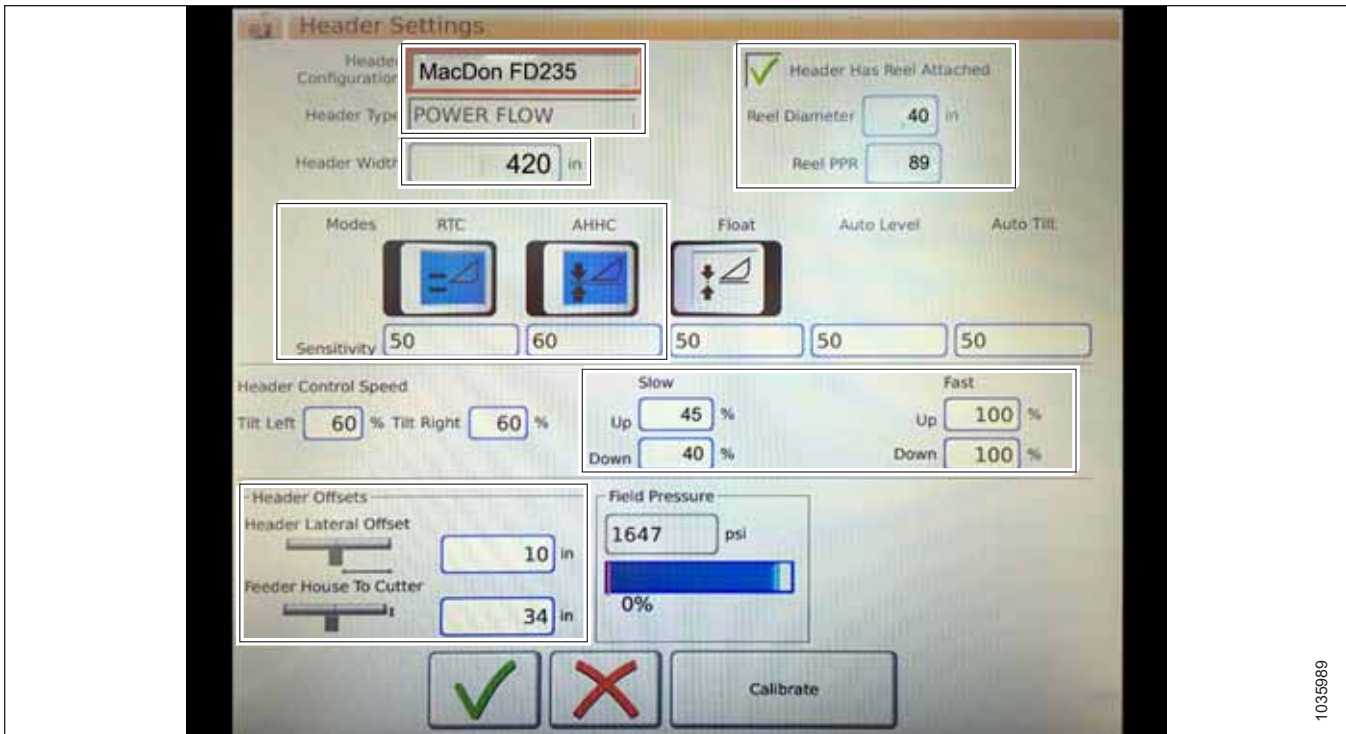 Header Settings
Header Configuration MacDon FD235
Header Type POWER FLOW
Header Width 420 in
Header Has Reel Attached
Reel Diameter 40 in
Reel PPR 89
Modes RTC AHHC Float Auto Level Auto Tilt
Sensitivity 50 60 50 50 50
Header Control Speed
Tilt Left 60 % Tilt Right 60 %
Slow Fast
Up 45 % Up 100 %
Down 40 % Down 100 %
Header Offsets
Header Lateral Offset
10 in
Feeder House To Cutter
34 in
Field Pressure
1647 psi
0%
Calibrate
1035989